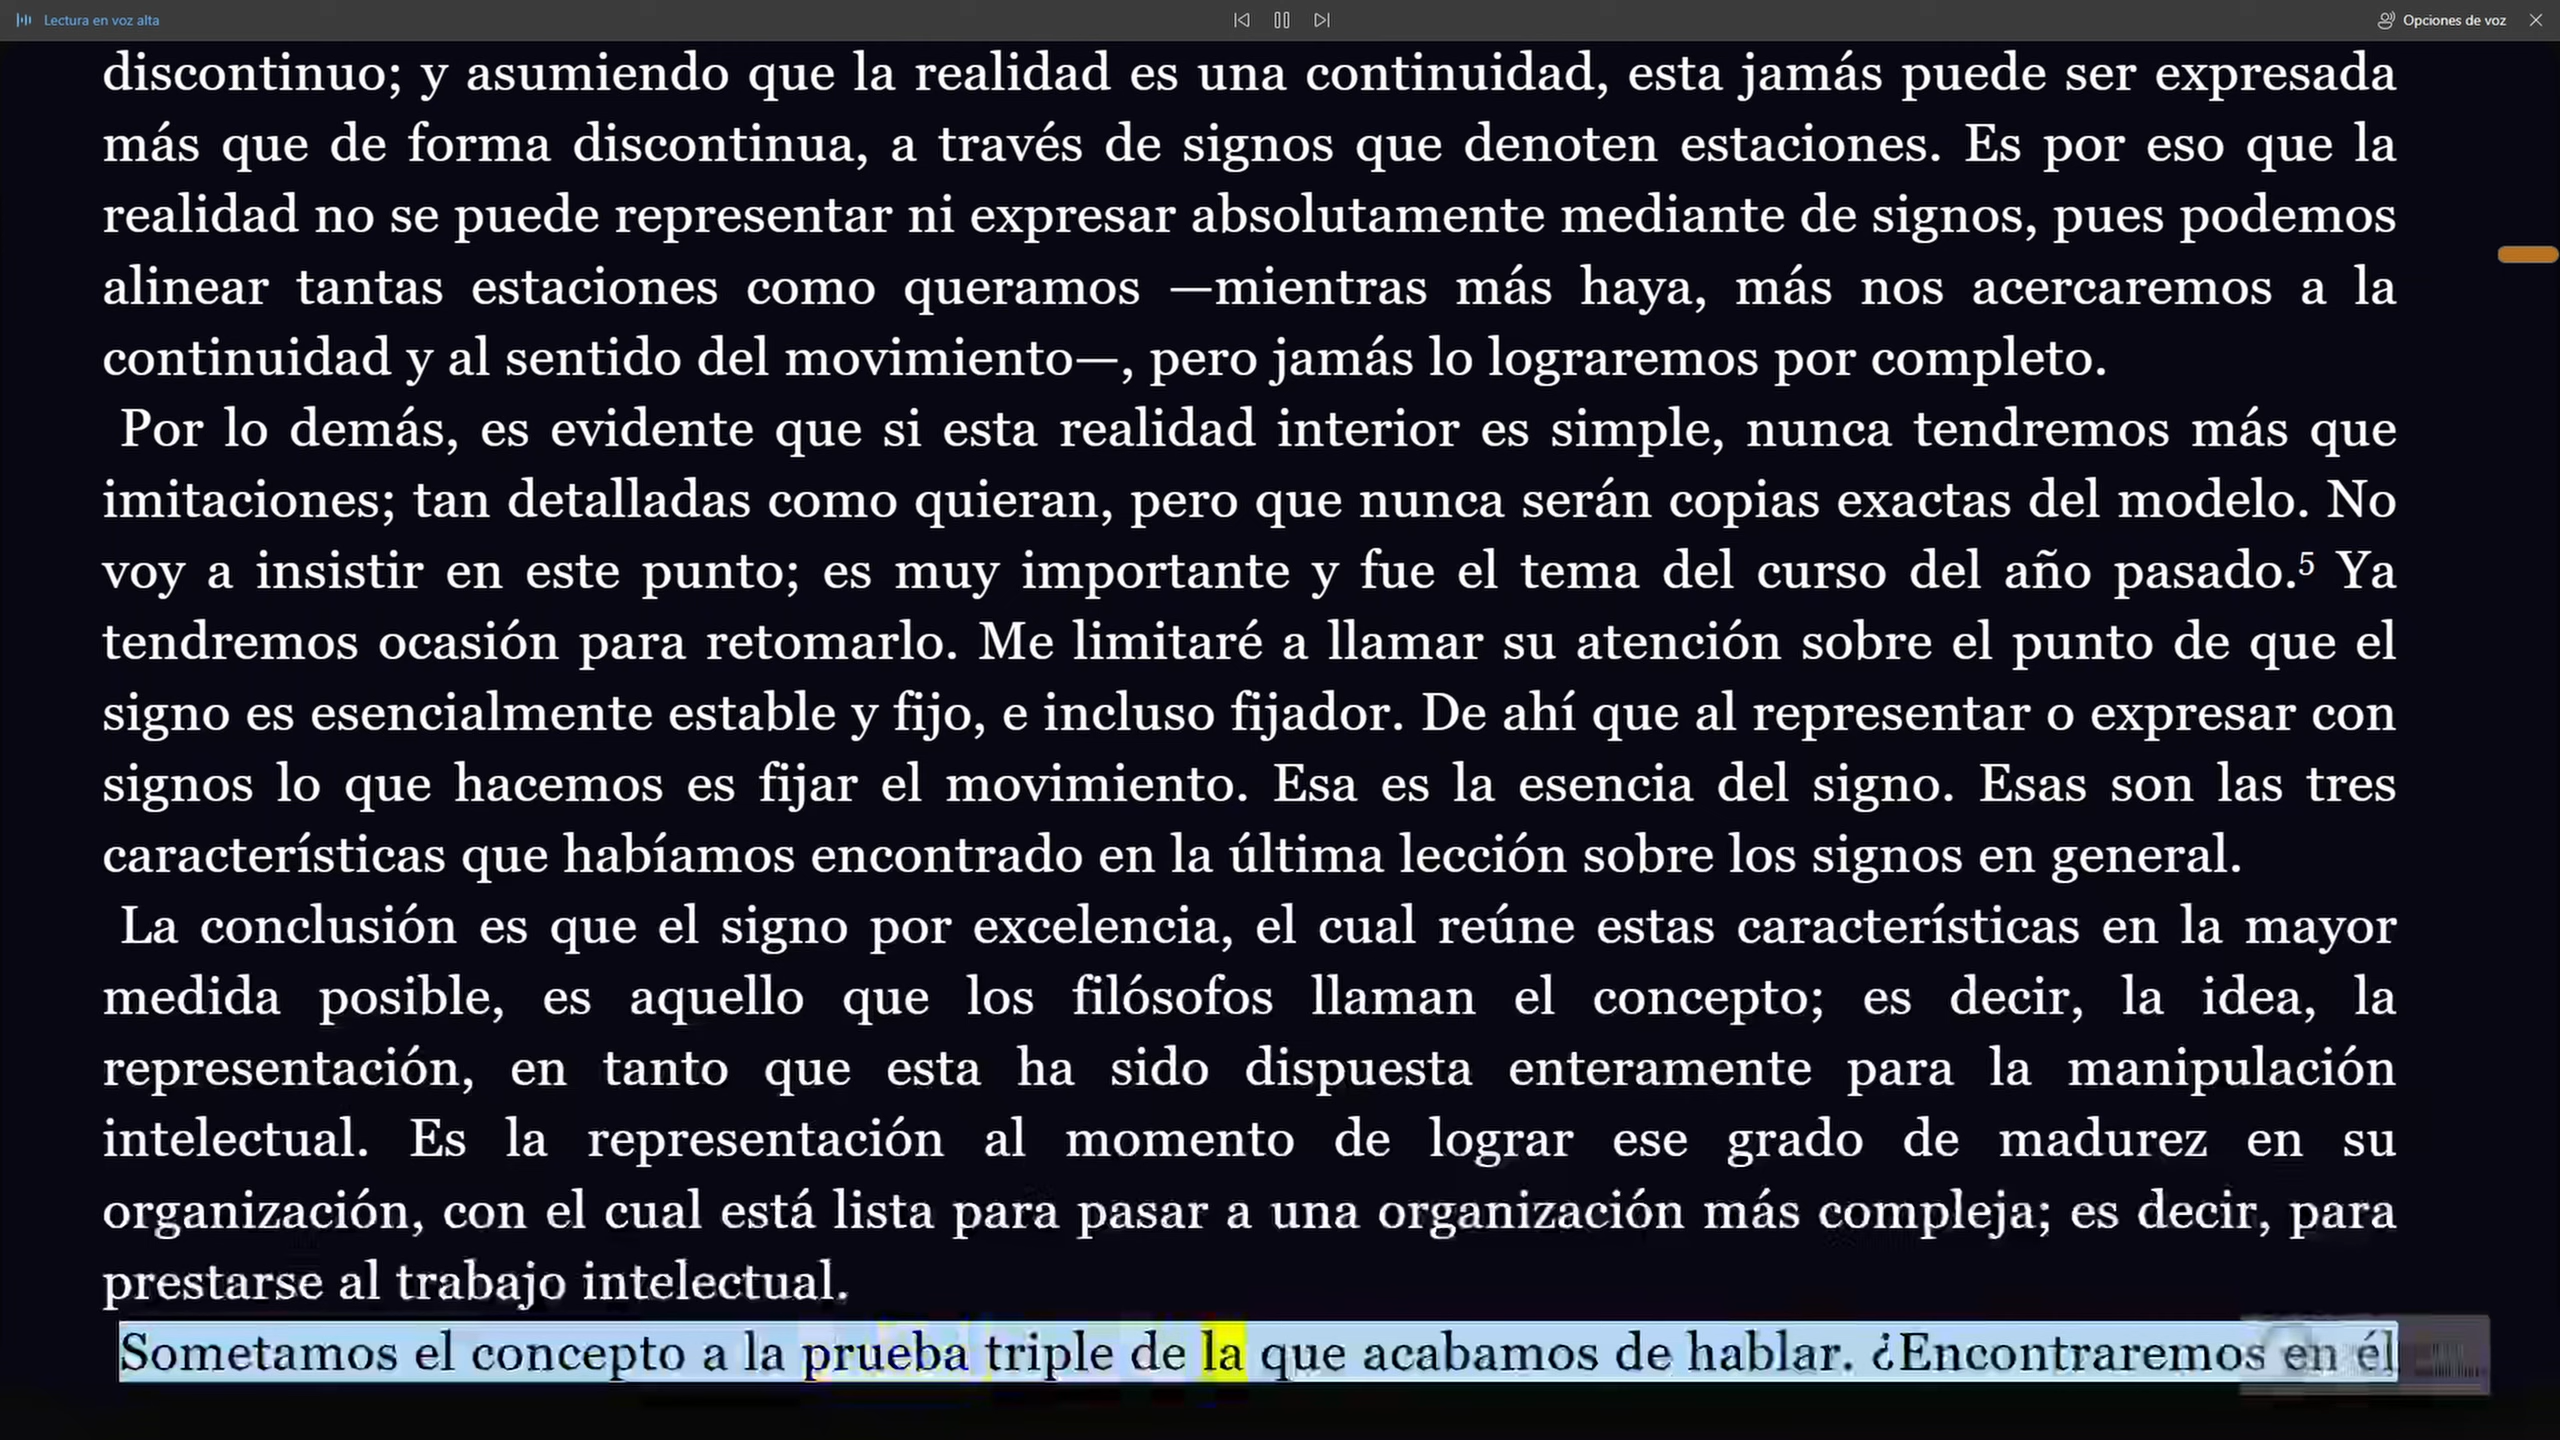 Lectura en voz alta
Opciones de voz
discontinuo; y asumiendo que la realidad es una continuidad, esta jamás puede ser expresada
más que de forma discontinua, a través de signos que denoten estaciones. Es por eso que la
realidad no se puede representar ni expresar absolutamente mediante de signos, pues podemos
alinear tantas estaciones como queramos —mientras más haya, más nos acercaremos a la
continuidad y al sentido del movimiento—, pero jamás lo lograremos por completo.
Por lo demás, es evidente que si esta realidad interior es simple, nunca tendremos más que
imitaciones; tan detalladas como quieran, pero que nunca serán copias exactas del modelo. No
voy a insistir en este punto; es muy importante y fue el tema del curso del año pasado.⁵ Ya
tendremos ocasión para retomarlo. Me limitaré a llamar su atención sobre el punto de que el
signo es esencialmente estable y fijo, e incluso fijador. De ahí que al representar o expresar con
signos lo que hacemos es fijar el movimiento. Esa es la esencia del signo. Esas son las tres
características que habíamos encontrado en la última lección sobre los signos en general.
La conclusión es que el signo por excelencia, el cual reúne estas características en la mayor
medida posible, es aquello que los filósofos llaman el concepto; es decir, la idea, la
representación, en tanto que esta ha sido dispuesta enteramente para la manipulación
intelectual. Es la representación al momento de lograr ese grado de madurez en su
organización, con el cual está lista para pasar a una organización más compleja; es decir, para
prestarse al trabajo intelectual.
Sometamos el concepto a la prueba triple de la que acabamos de hablar. ¿Encontraremos en él